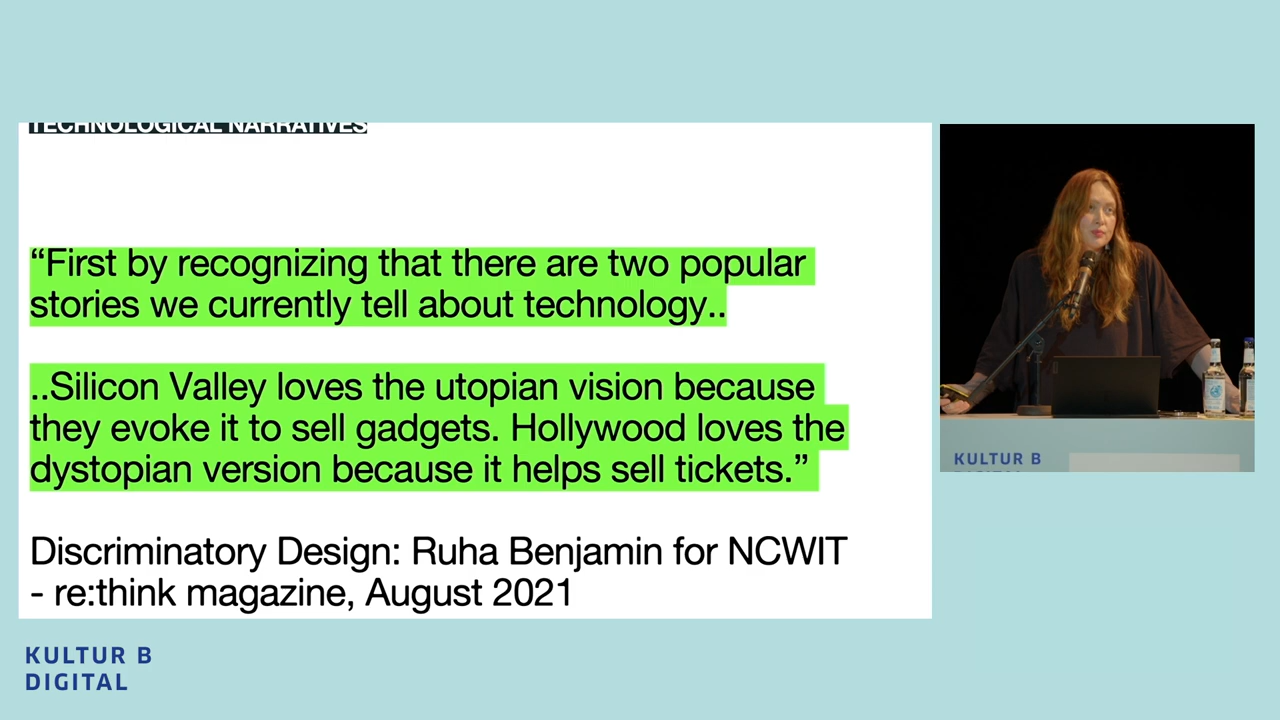 TECHNOLOGICAL NARRATIVES
“First by recognizing that there are two popular
stories we currently tell about technology..
..Silicon Valley loves the utopian vision because
they evoke it to sell gadgets. Hollywood loves the
dystopian version because it helps sell tickets.”
Discriminatory Design: Ruha Benjamin for NCWIT
- re:think magazine, August 2021
KULTUR B
DIGITAL
KULTUR B